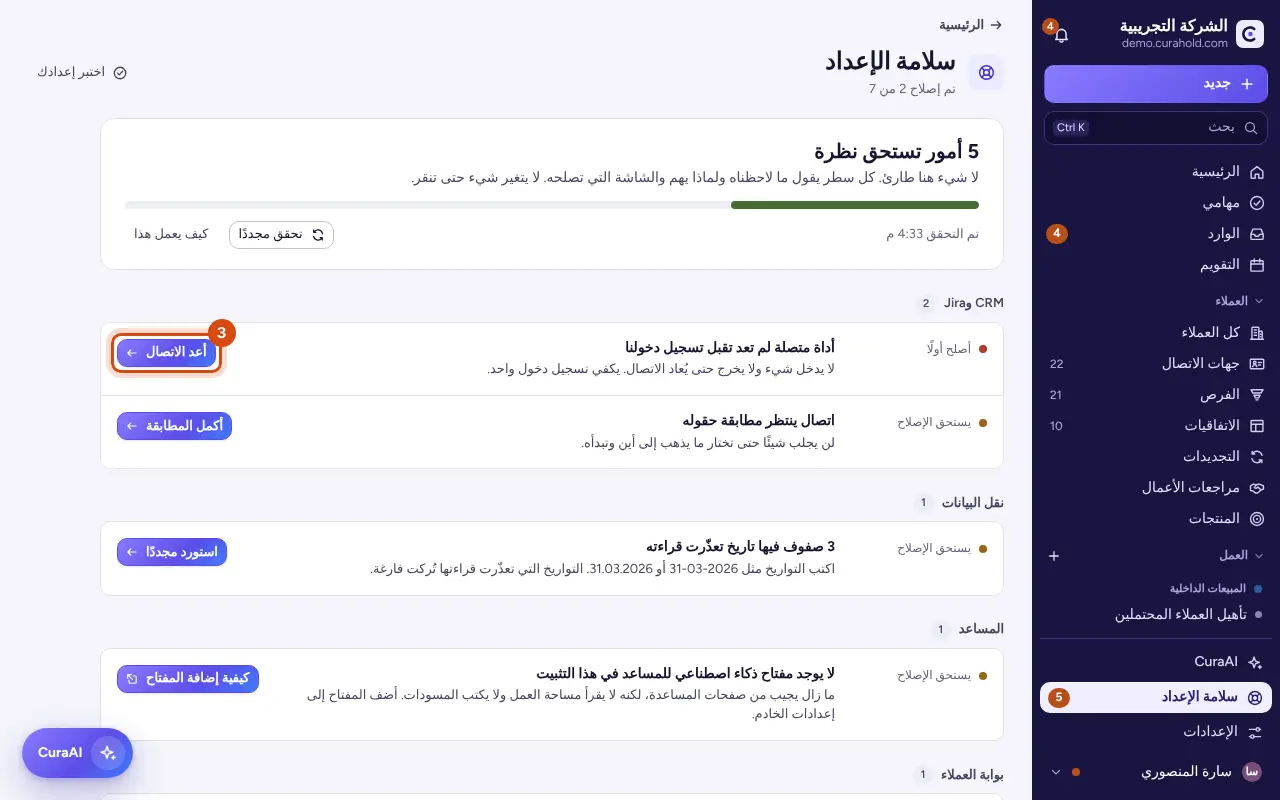 الشركة التجريبية
demo.curahold.com
4
جديد
بحث
Ctrl K
الرئيسية
مهامي
الوارد
4
التقويم
العملاء
كل العملاء
جهات الاتصال
22
الفرص
21
الاتفاقيات
10
التجديدات
مراجعات الأعمال
المنتجات
العمل
المبيعات الداخلية
تأهيل العملاء المحتملين
CuraAI
سلامة الإعداد
5
الإعدادات
سا
سارة المنصوري
الرئيسية
سلامة الإعداد
تم إصلاح 2 من 7
اختبر إعدادك
5 أمور تستحق نظرة
لا شيء هنا طارئ. كل سطر يقول ما لاحظناه ولماذا يهم والشاشة التي تصلحه. لا يتغير شيء حتى تنقر.
تم التحقق 4:33 م
تحقق مجددًا
كيف يعمل هذا
CRM وJira
2
أصلح أولًا
أداة متصلة لم تعد تقبل تسجيل دخولنا
لا يدخل شيء ولا يخرج حتى يُعاد الاتصال. يكفي تسجيل دخول واحد.
أعد الاتصال
3
يستحق الإصلاح
اتصال ينتظر مطابقة حقوله
لن يجلب شيئًا حتى تختار ما يذهب إلى أين وتبدأه.
أكمل المطابقة
نقل البيانات
1
يستحق الإصلاح
3 صفوف فيها تاريخ تعذّرت قراءته
اكتب التواريخ مثل 2026-03-31 أو 31.03.2026. التواريخ التي تعذّرت قراءتها تُركت فارغة.
استورد مجددًا
المساعد
1
يستحق الإصلاح
لا يوجد مفتاح ذكاء اصطناعي للمساعد في هذا التثبيت
ما زال يجيب من صفحات المساعدة، لكنه لا يقرأ مساحة العمل ولا يكتب المسودات. أضف المفتاح إلى
إعدادات الخادم.
كيفية إضافة المفتاح
بوابة العملاء
1
CuraAI